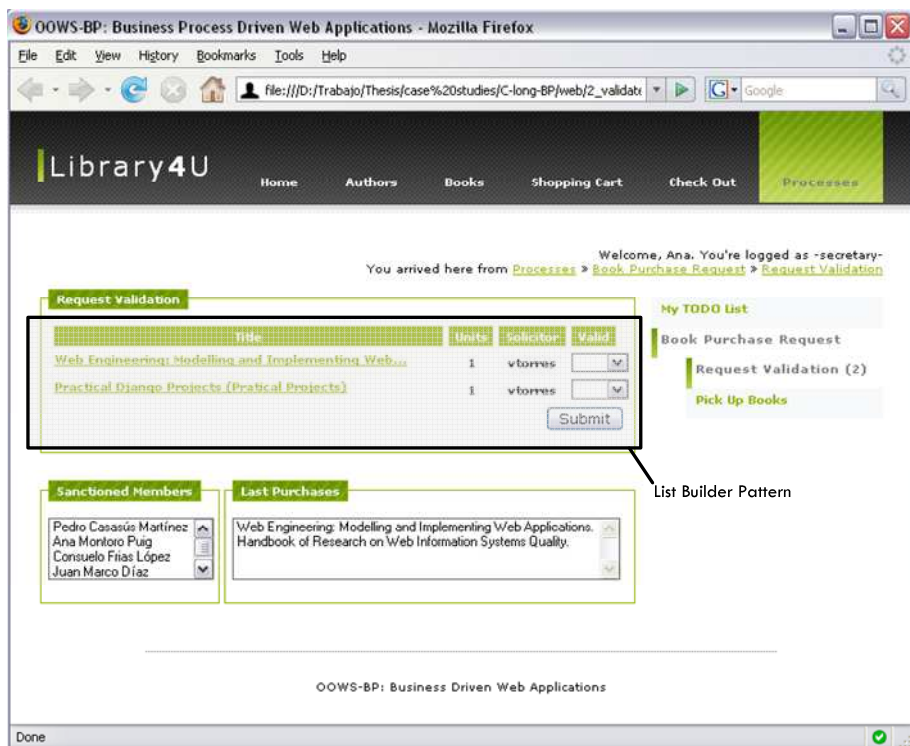 OOWS-BP: Business Process Driven Web Applications - Mozilla Firefox
File Edit View History Bookmarks Tools Help
file:///D:/Trabajo/Thesis/case%20studies/C-long-BP/web/2_validate G Google
Library4U
Home Authors Books Shopping Cart Check Out Processes
Welcome, Ana. You're logged as -secretary-
You arrived here from Processes » Book Purchase Request » Request Validation
Request Validation
Title Units Solicitor Valid
Web Engineering: Modelling and Implementing Web... 1 vtorres
Practical Django Projects (Pratical Projects) 1 vtorres
Submit
My TODO List
Book Purchase Request
Request Validation (2)
Pick Up Books
List Builder Pattern
Sanctioned Members
Pedro Casasús Martínez
Ana Montoro Puig
Consuelo Frias López
Juan Marco Díaz
Last Purchases
Web Engineering: Modelling and Implementing Web Applications.
Handbook of Research on Web Information Systems Quality.
OOWS-BP: Business Driven Web Applications
Done